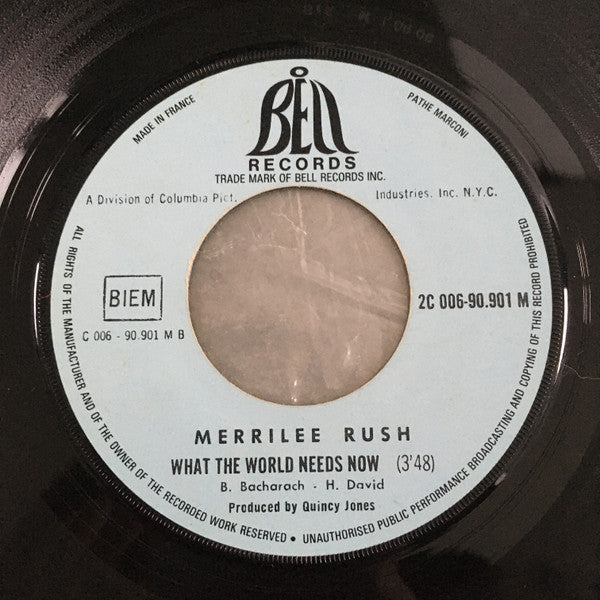 BELL
RECORDS
TRADE MARK OF BELL RECORDS INC.
MADE IN FRANCE
PATHE MARCONI
A Division of Columbia Pict. Industries. Inc. N.Y.C.
BIEM
2C 006-90.901 M
C 006 - 90.901 M B
MERRILEE RUSH
WHAT THE WORLD NEEDS NOW (3'48)
B. Bacharach - H. David
Produced by Quincy Jones
ALL RIGHTS OF THE MANUFACTURER AND OF THE OWNER OF THE RECORDED WORK RESERVED • UNAUTHORISED PUBLIC PERFORMANCE BROADCASTING AND COPYING OF THIS RECORD PROHIBITED